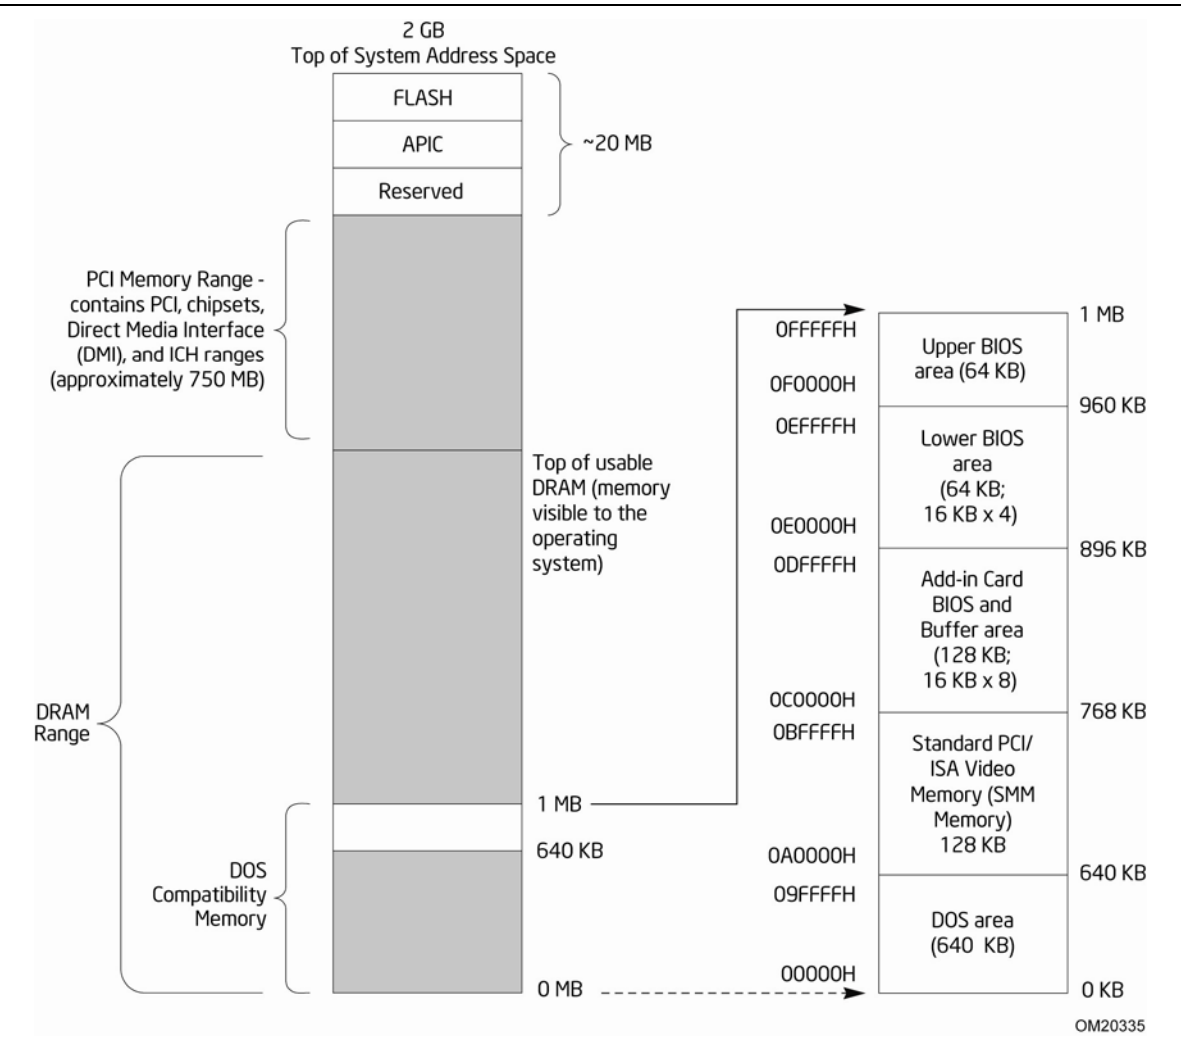 2 GB
Top of System Address Space
FLASH
APIC
Reserved
~20 MB
PCI Memory Range -
contains PCI, chipsets,
Direct Media Interface
(DMI), and ICH ranges
(approximately 750 MB)
Top of usable
DRAM (memory
visible to the
operating
system)
DRAM
Range
1 MB
640 KB
DOS
Compatibility
Memory
0 MB
0FFFFFH
1 MB
Upper BIOS
area (64 KB)
0F0000H
960 KB
0EFFFFH
Lower BIOS
area
(64 KB;
16 KB x 4)
0E0000H
896 KB
0DFFFFH
Add-in Card
BIOS and
Buffer area
(128 KB;
16 KB x 8)
0C0000H
768 KB
0BFFFFH
Standard PCI/
ISA Video
Memory (SMM
Memory)
128 KB
0A0000H
640 KB
09FFFFH
DOS area
(640 KB)
00000H
0 KB
OM20335